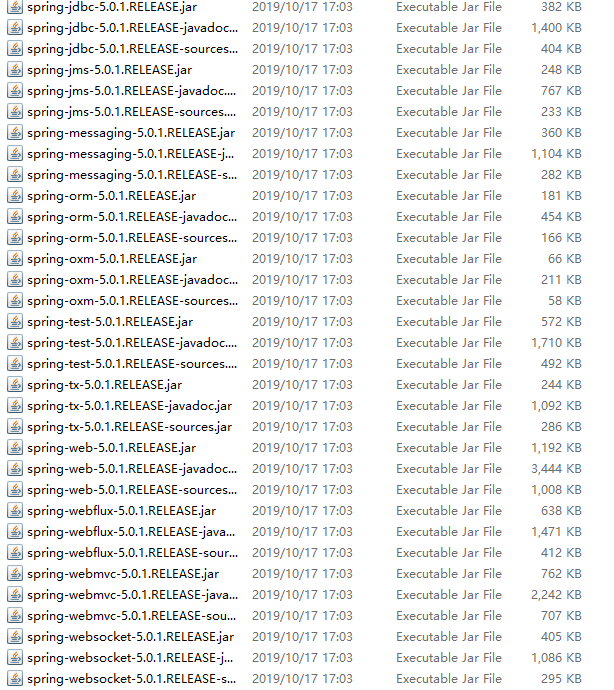 spring-jdbc-5.0.1.RELEASE.jar 2019/10/17 17:03 Executable Jar File 382 KB
spring-jdbc-5.0.1.RELEASE-javadoc... 2019/10/17 17:03 Executable Jar File 1,400 KB
spring-jdbc-5.0.1.RELEASE-sources... 2019/10/17 17:03 Executable Jar File 404 KB
spring-jms-5.0.1.RELEASE.jar 2019/10/17 17:03 Executable Jar File 248 KB
spring-jms-5.0.1.RELEASE-javadoc.... 2019/10/17 17:03 Executable Jar File 767 KB
spring-jms-5.0.1.RELEASE-sources.... 2019/10/17 17:03 Executable Jar File 233 KB
spring-messaging-5.0.1.RELEASE.jar 2019/10/17 17:03 Executable Jar File 360 KB
spring-messaging-5.0.1.RELEASE-j... 2019/10/17 17:03 Executable Jar File 1,104 KB
spring-messaging-5.0.1.RELEASE-s... 2019/10/17 17:03 Executable Jar File 282 KB
spring-orm-5.0.1.RELEASE.jar 2019/10/17 17:03 Executable Jar File 181 KB
spring-orm-5.0.1.RELEASE-javadoc... 2019/10/17 17:03 Executable Jar File 454 KB
spring-orm-5.0.1.RELEASE-sources... 2019/10/17 17:03 Executable Jar File 166 KB
spring-oxm-5.0.1.RELEASE.jar 2019/10/17 17:03 Executable Jar File 66 KB
spring-oxm-5.0.1.RELEASE-javadoc... 2019/10/17 17:03 Executable Jar File 211 KB
spring-oxm-5.0.1.RELEASE-sources... 2019/10/17 17:03 Executable Jar File 58 KB
spring-test-5.0.1.RELEASE.jar 2019/10/17 17:03 Executable Jar File 572 KB
spring-test-5.0.1.RELEASE-javadoc... 2019/10/17 17:03 Executable Jar File 1,710 KB
spring-test-5.0.1.RELEASE-sources.... 2019/10/17 17:03 Executable Jar File 492 KB
spring-tx-5.0.1.RELEASE.jar 2019/10/17 17:03 Executable Jar File 244 KB
spring-tx-5.0.1.RELEASE-javadoc.jar 2019/10/17 17:03 Executable Jar File 1,092 KB
spring-tx-5.0.1.RELEASE-sources.jar 2019/10/17 17:03 Executable Jar File 286 KB
spring-web-5.0.1.RELEASE.jar 2019/10/17 17:03 Executable Jar File 1,192 KB
spring-web-5.0.1.RELEASE-javadoc... 2019/10/17 17:03 Executable Jar File 3,444 KB
spring-web-5.0.1.RELEASE-sources... 2019/10/17 17:03 Executable Jar File 1,008 KB
spring-webflux-5.0.1.RELEASE.jar 2019/10/17 17:03 Executable Jar File 638 KB
spring-webflux-5.0.1.RELEASE-java... 2019/10/17 17:03 Executable Jar File 1,471 KB
spring-webflux-5.0.1.RELEASE-sour... 2019/10/17 17:03 Executable Jar File 412 KB
spring-webmvc-5.0.1.RELEASE.jar 2019/10/17 17:03 Executable Jar File 762 KB
spring-webmvc-5.0.1.RELEASE-java... 2019/10/17 17:03 Executable Jar File 2,242 KB
spring-webmvc-5.0.1.RELEASE-sou... 2019/10/17 17:03 Executable Jar File 707 KB
spring-websocket-5.0.1.RELEASE.jar 2019/10/17 17:03 Executable Jar File 405 KB
spring-websocket-5.0.1.RELEASE-j... 2019/10/17 17:03 Executable Jar File 1,086 KB
spring-websocket-5.0.1.RELEASE-s... 2019/10/17 17:03 Executable Jar File 295 KB